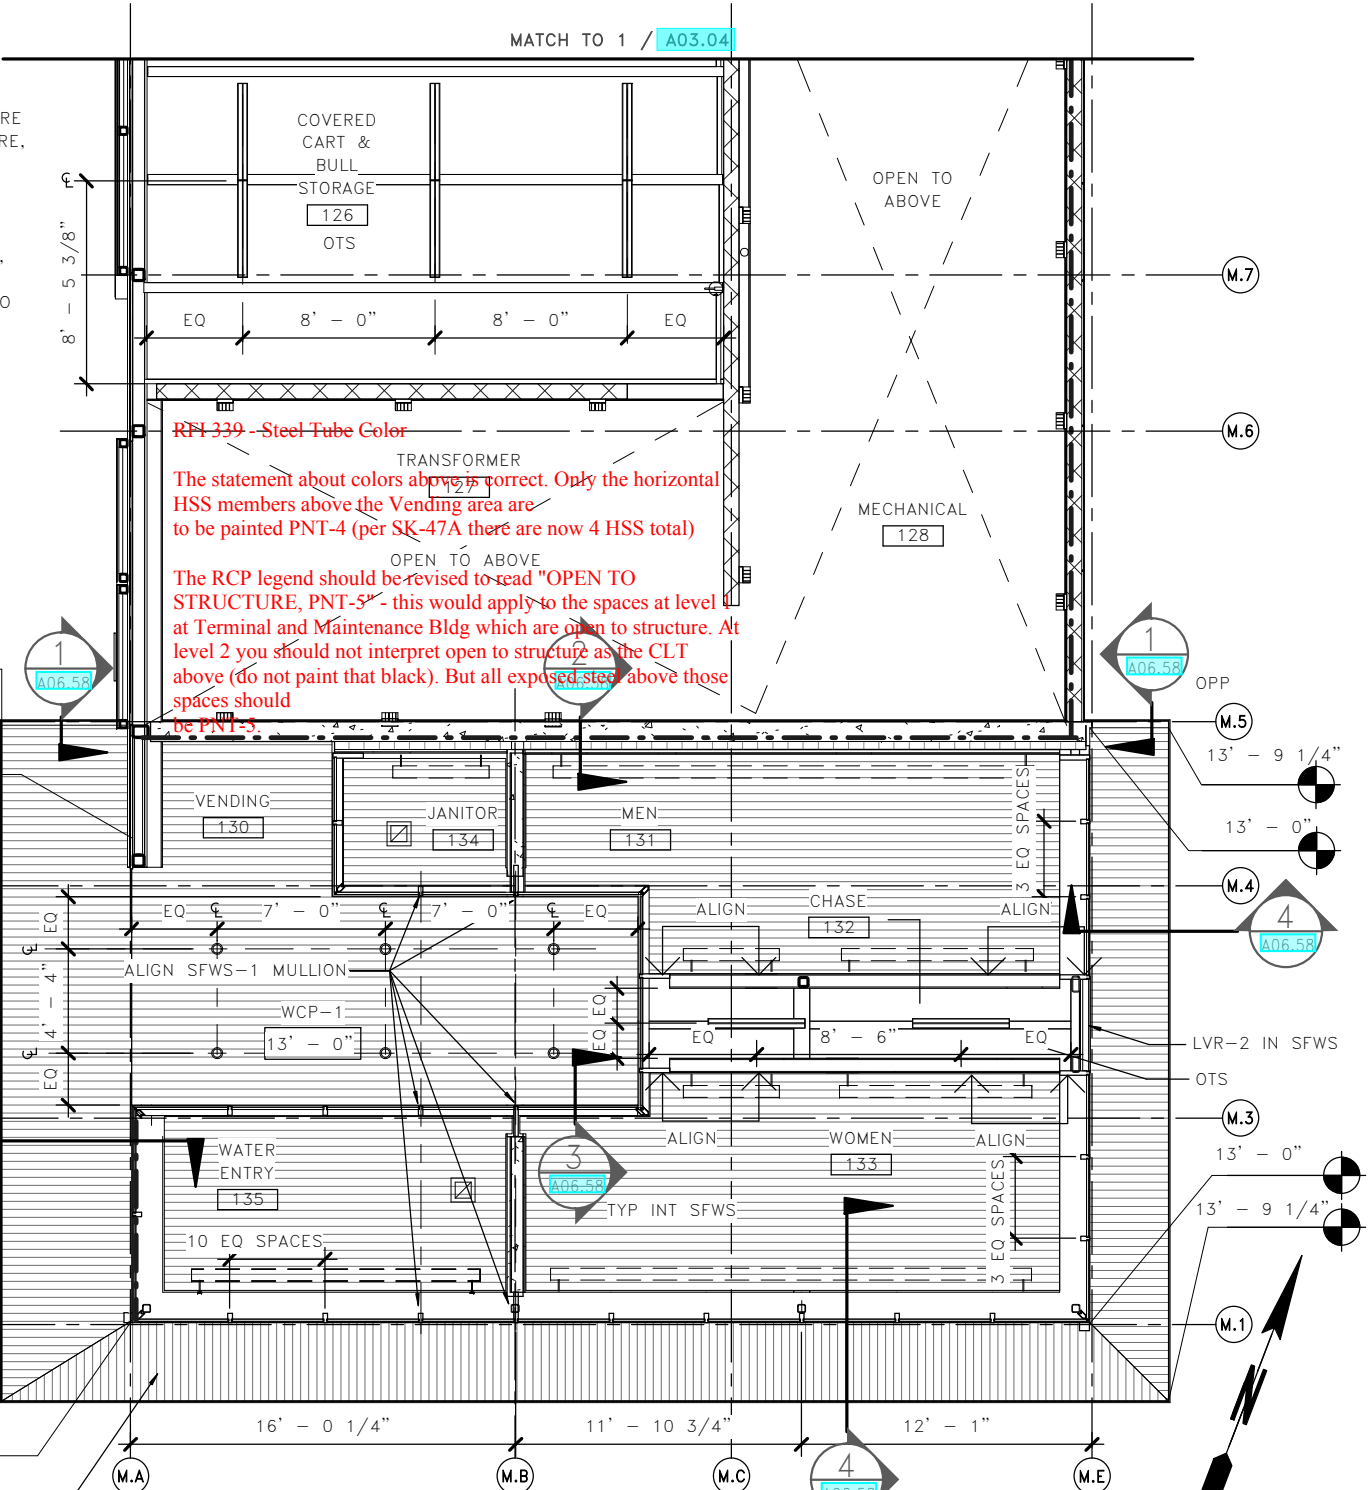 MATCH TO 1 / A03.04
RE
RE,
COVERED
CART &
BULL
STORAGE
126
OTS
OPEN TO
ABOVE
℄
8' - 5 3/8"
,
O
M.7
EQ
8' - 0"
8' - 0"
EQ
M.6
RFI 339 - Steel Tube Color
TRANSFORMER
127
The statement about colors above is correct. Only the horizontal
HSS members above the Vending area are
to be painted PNT-4 (per SK-47A there are now 4 HSS total)
OPEN TO ABOVE
The RCP legend should be revised to read "OPEN TO
STRUCTURE, PNT-5" - this would apply to the spaces at level 1
at Terminal and Maintenance Bldg which are open to structure. At
level 2 you should not interpret open to structure as the CLT
above (do not paint that black). But all exposed steel above those
spaces should
be PNT-5.
MECHANICAL
128
1
A06.58
2
A06.58
1
A06.58
OPP
M.5
13' - 9 1/4"
13' - 0"
VENDING
130
JANITOR
134
MEN
131
3 EQ SPACES
M.4
EQ
EQ
℄
7' - 0"
℄
7' - 0"
℄
EQ
ALIGN
CHASE
132
ALIGN
4
A06.58
℄
4' - 4"
℄
EQ
ALIGN SFWS-1 MULLION
WCP-1
13' - 0"
EQ
EQ
EQ
8' - 6"
EQ
LVR-2 IN SFWS
OTS
M.3
ALIGN
WOMEN
133
ALIGN
13' - 0"
13' - 9 1/4"
WATER
ENTRY
135
3
A06.58
TYP INT SFWS
3 EQ SPACES
10 EQ SPACES
M.1
16' - 0 1/4"
11' - 10 3/4"
12' - 1"
N
M.A
M.B
M.C
4
M.E